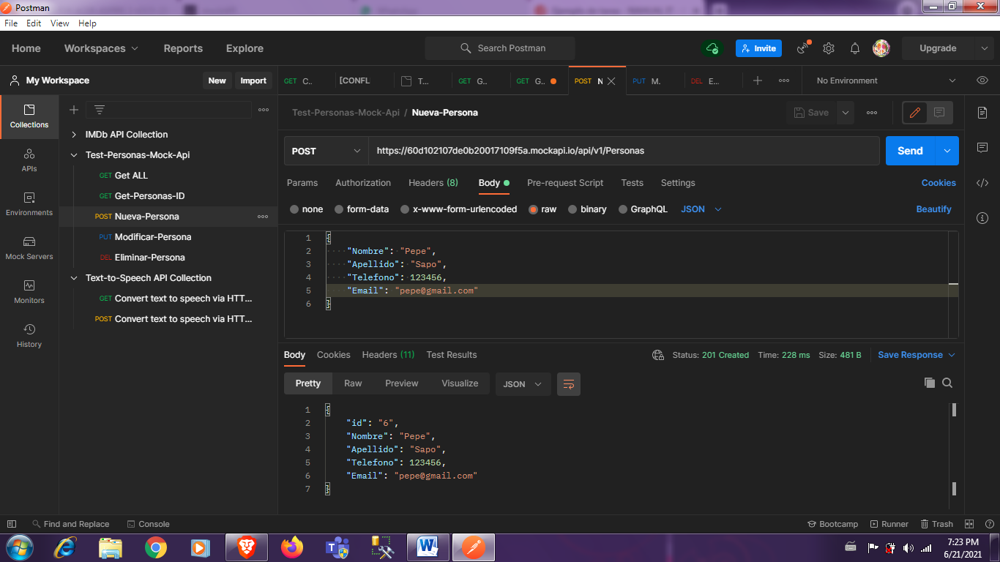 Postman
File Edit View Help
Home Workspaces Reports Explore Search Postman Invite Upgrade
My Workspace New Import GET C.. [CONFL T... GET G.. GET G.. POST N PUT M. DEL E... No Environment
Collections
APIs
Environments
Mock Servers
Monitors
History
IMDb API Collection
Test-Personas-Mock-Api
GET Get ALL
GET Get-Personas-ID
POST Nueva-Persona
PUT Modificar-Persona
DEL Eliminar-Persona
Text-to-Speech API Collection
GET Convert text to speech via HTT...
POST Convert text to speech via HTT...
Test-Personas-Mock-Api / Nueva-Persona Save
POST https://60d102107de0b20017109f5a.mockapi.io/api/v1/Personas Send
Params Authorization Headers (8) Body Pre-request Script Tests Settings Cookies
none form-data x-www-form-urlencoded raw binary GraphQL JSON Beautify
1 {
2 "Nombre": "Pepe",
3 "Apellido": "Sapo",
4 "Telefono": 123456,
5 "Email": "pepe@gmail.com"
6 }
Body Cookies Headers (11) Test Results Status: 201 Created Time: 228 ms Size: 481 B Save Response
Pretty Raw Preview Visualize JSON
1 {
2 "id": "6",
3 "Nombre": "Pepe",
4 "Apellido": "Sapo",
5 "Telefono": 123456,
6 "Email": "pepe@gmail.com"
7 }
Find and Replace Console Bootcamp Runner Trash
7:23 PM
6/21/2021